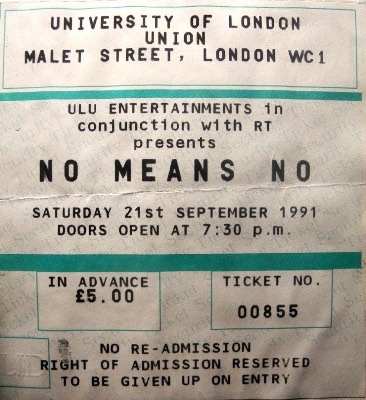 UNIVERSITY OF LONDON
UNION
MALET STREET, LONDON WC1
ULU ENTERTAINMENTS in
conjunction with RT
presents
NO MEANS NO
SATURDAY 21st SEPTEMBER 1991
DOORS OPEN AT 7:30 p.m.
IN ADVANCE
£5.00
TICKET NO.
00855
NO RE-ADMISSION
RIGHT OF ADMISSION RESERVED
TO BE GIVEN UP ON ENTRY